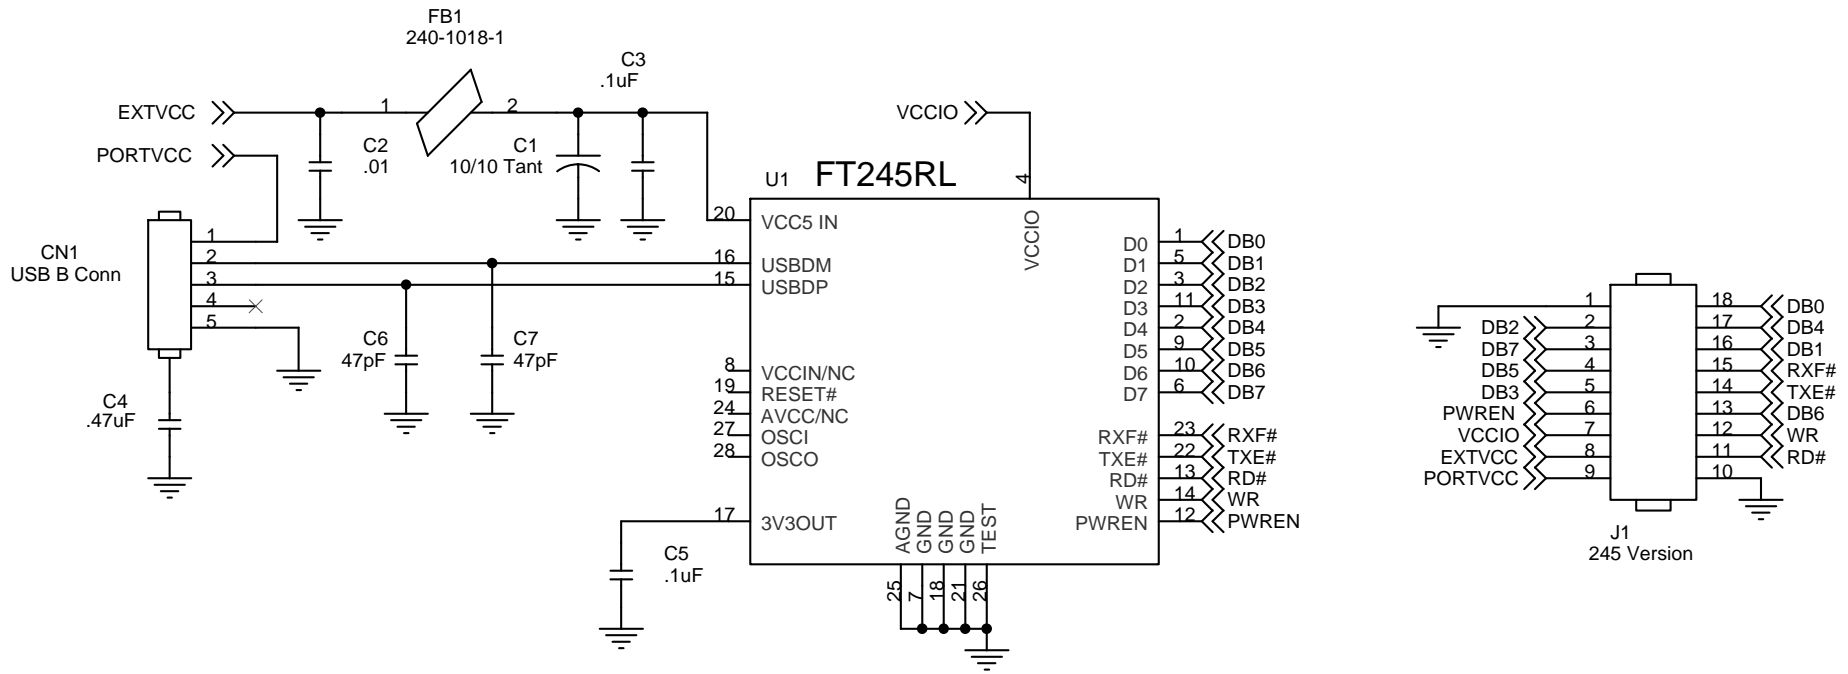 FB1
240-1018-1
C3
.1uF
EXTVCC
1
2
VCCIO
PORTVCC
C2
.01
C1
10/10 Tant
U1
FT245RL
4
CN1
USB B Conn
1
2
3
4
5
C4
.47uF
C6
47pF
C7
47pF
20 VCC5 IN
16 USBDM
15 USBDP
8 VCCIN/NC
19 RESET#
24 AVCC/NC
27 OSCI
28 OSCO
17 3V3OUT
C5
.1uF
VCCIO
D0 1 DB0
D1 5 DB1
D2 3 DB2
D3 11 DB3
D4 2 DB4
D5 9 DB5
D6 10 DB6
D7 6 DB7
RXF# 23 RXF#
TXE# 22 TXE#
RD# 13 RD#
WR 14 WR
PWREN 12 PWREN
AGND
GND
GND
GND
TEST
25
7
18
21
26
1 18 DB0
DB2 2 17 DB4
DB7 3 16 DB1
DB5 4 15 RXF#
DB3 5 14 TXE#
PWREN 6 13 DB6
VCCIO 7 12 WR
EXTVCC 8 11 RD#
PORTVCC 9 10
J1
245 Version